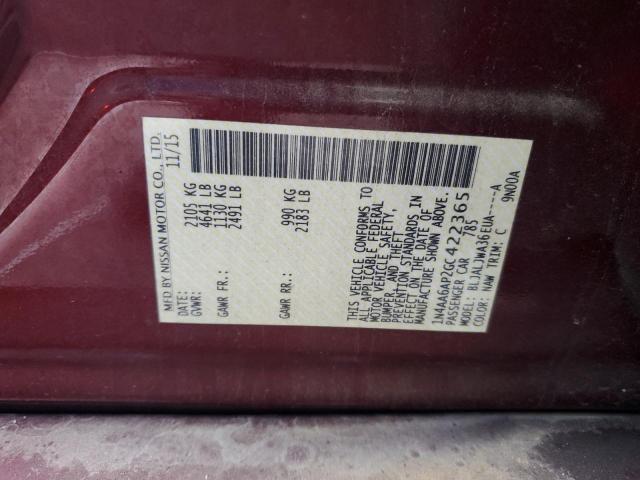 MFD BY NISSAN MOTOR CO., LTD.
DATE: 11/15
GVWR: 2105 KG
4641 LB
GAWR FR: 1130 KG
2491 LB
GAWR RR: 990 KG
2183 LB
THIS VEHICLE CONFORMS TO
ALL APPLICABLE FEDERAL
MOTOR VEHICLE SAFETY,
BUMPER, AND THEFT
PREVENTION STANDARDS IN
EFFECT ON THE DATE OF
MANUFACTURE SHOWN ABOVE.
1N4AA6AP2GC422365
PASSENGER CAR 785
MODEL: BLJALJWA36EUA-----A
COLOR: NAW TRIM: C 9N00A